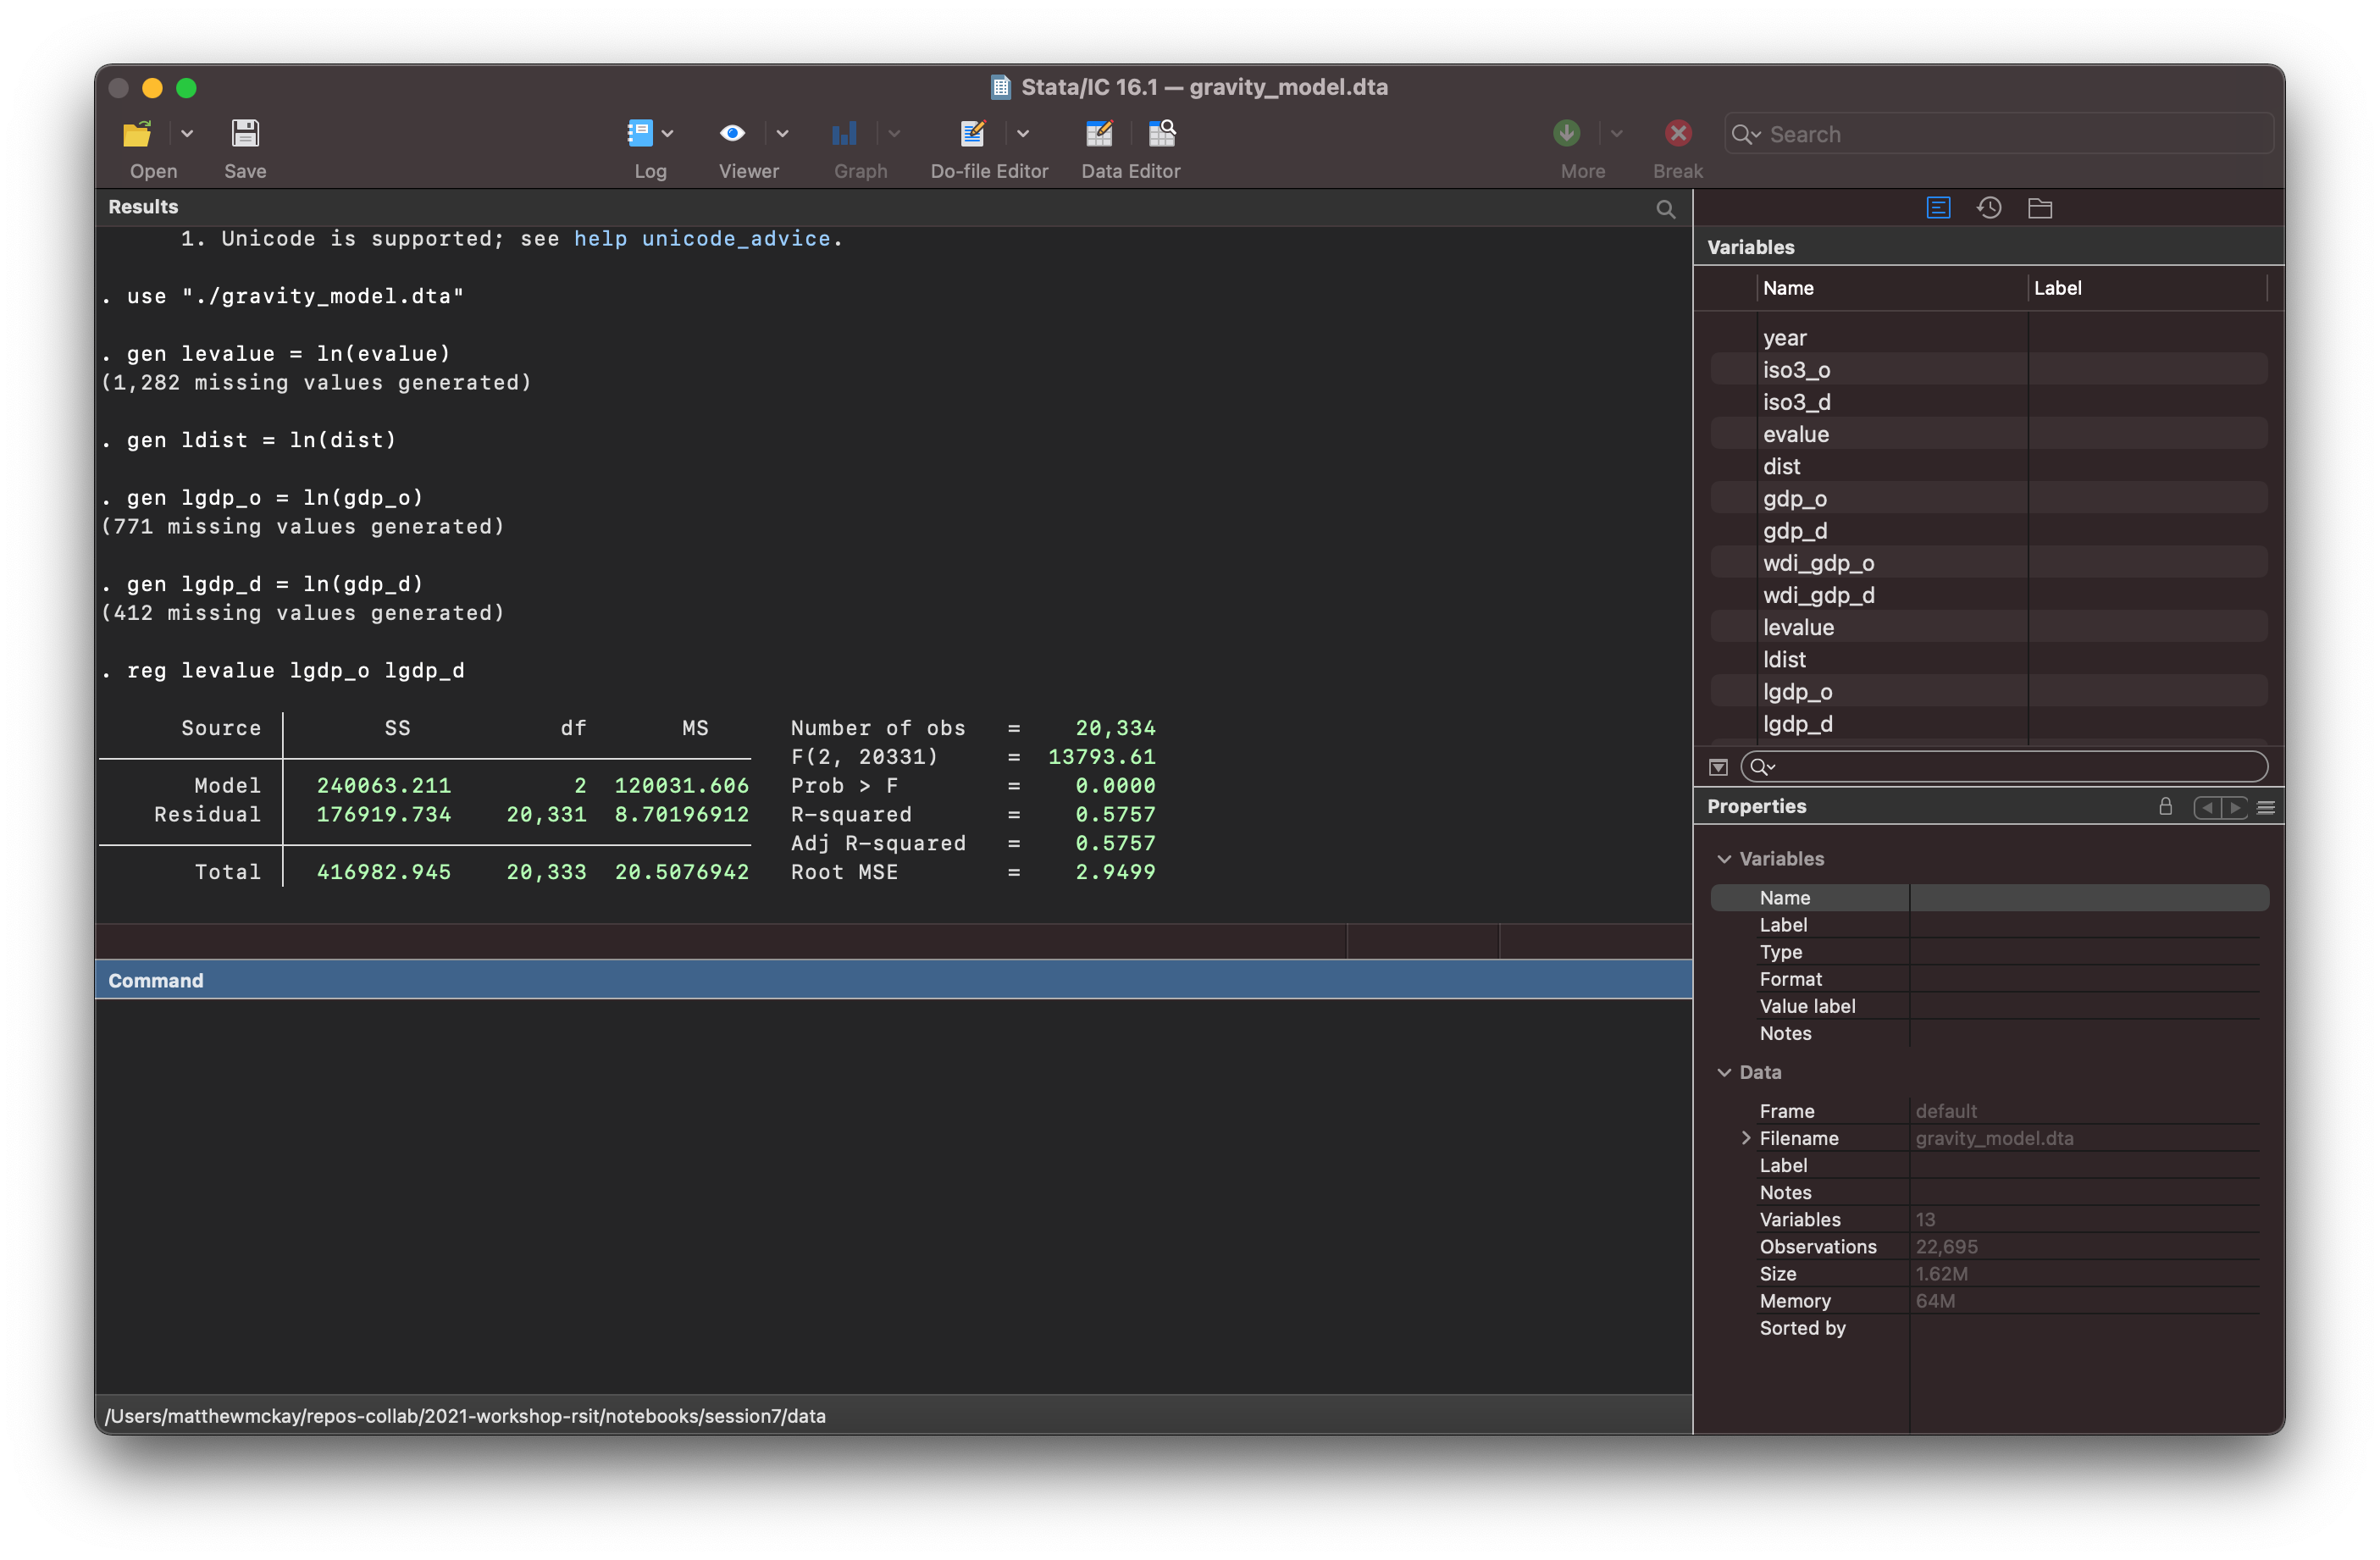 Stata/IC 16.1 — gravity_model.dta
Open
Save
Log
Viewer
Graph
Do-file Editor
Data Editor
More
Break
Search
Results
1. Unicode is supported; see help unicode_advice.
. use "./gravity_model.dta"
. gen levalue = ln(evalue)
(1,282 missing values generated)
. gen ldist = ln(dist)
. gen lgdp_o = ln(gdp_o)
(771 missing values generated)
. gen lgdp_d = ln(gdp_d)
(412 missing values generated)
. reg levalue lgdp_o lgdp_d
Source SS df MS Number of obs = 20,334
F(2, 20331) = 13793.61
Model 240063.211 2 120031.606 Prob > F = 0.0000
Residual 176919.734 20,331 8.70196912 R-squared = 0.5757
Adj R-squared = 0.5757
Total 416982.945 20,333 20.5076942 Root MSE = 2.9499
Command
/Users/matthewmckay/repos-collab/2021-workshop-rsit/notebooks/session7/data
Variables
Name Label
year
iso3_o
iso3_d
evalue
dist
gdp_o
gdp_d
wdi_gdp_o
wdi_gdp_d
levalue
ldist
lgdp_o
lgdp_d
Properties
Variables
Name
Label
Type
Format
Value label
Notes
Data
Frame default
Filename gravity_model.dta
Label
Notes
Variables 13
Observations 22,695
Size 1.62M
Memory 64M
Sorted by